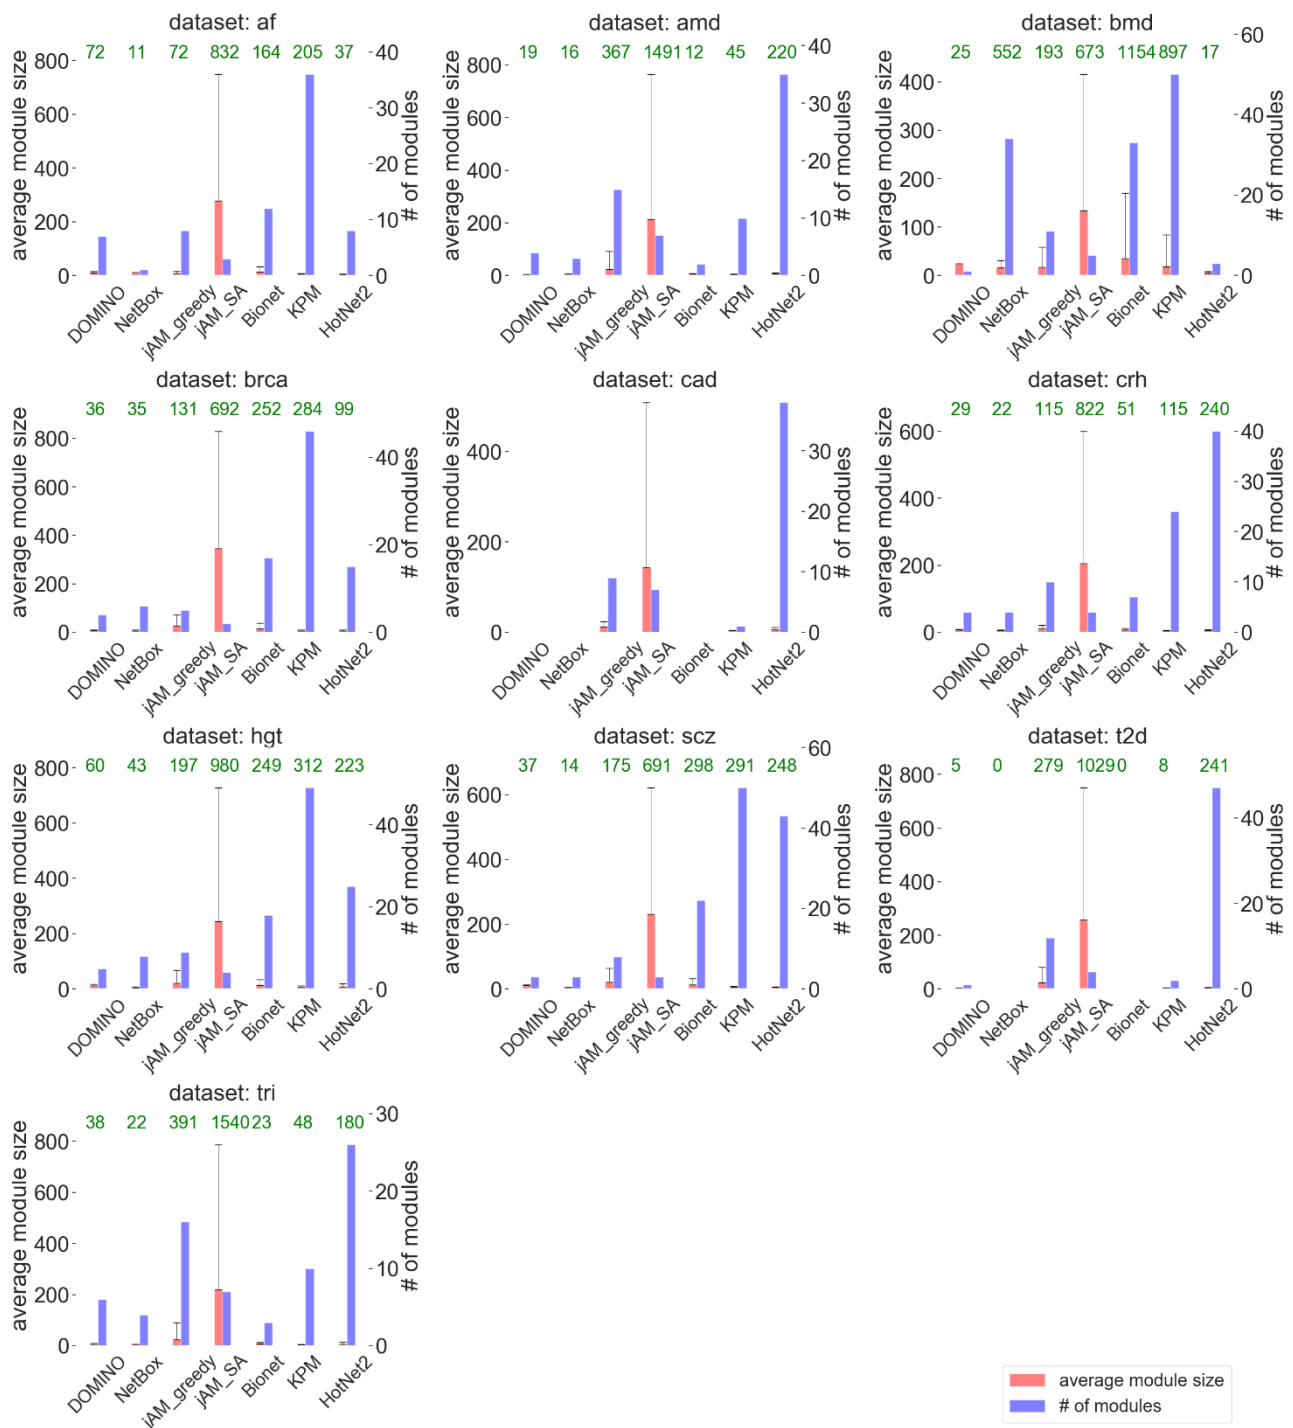 dataset: af
72 11 72 832 164 205 37
average module size
800
600
400
200
0
# of modules
40
30
20
10
0
DOMINO NetBox jAM_greedy jAM_SA Bionet KPM HotNet2
dataset: amd
19 16 367 1491 12 45 220
average module size
800
600
400
200
0
# of modules
40
30
20
10
0
DOMINO NetBox jAM_greedy jAM_SA Bionet KPM HotNet2
dataset: bmd
25 552 193 673 1154 897 17
average module size
400
300
200
100
0
# of modules
60
40
20
0
DOMINO NetBox jAM_greedy jAM_SA Bionet KPM HotNet2
dataset: brca
36 35 131 692 252 284 99
average module size
800
600
400
200
0
# of modules
40
20
0
DOMINO NetBox jAM_greedy jAM_SA Bionet KPM HotNet2
dataset: cad
average module size
400
200
0
# of modules
30
20
10
0
DOMINO NetBox jAM_greedy jAM_SA Bionet KPM HotNet2
dataset: crh
29 22 115 822 51 115 240
average module size
600
400
200
0
# of modules
40
30
20
10
0
DOMINO NetBox jAM_greedy jAM_SA Bionet KPM HotNet2
dataset: hgt
60 43 197 980 249 312 223
average module size
800
600
400
200
0
# of modules
40
20
0
DOMINO NetBox jAM_greedy jAM_SA Bionet KPM HotNet2
dataset: scz
37 14 175 691 298 291 248
average module size
600
400
200
0
# of modules
60
40
20
0
DOMINO NetBox jAM_greedy jAM_SA Bionet KPM HotNet2
dataset: t2d
5 0 279 1029 0 8 241
average module size
800
600
400
200
0
# of modules
40
20
0
DOMINO NetBox jAM_greedy jAM_SA Bionet KPM HotNet2
dataset: tri
38 22 391 1540 23 48 180
average module size
800
600
400
200
0
# of modules
30
20
10
0
DOMINO NetBox jAM_greedy jAM_SA Bionet KPM HotNet2
average module size
# of modules